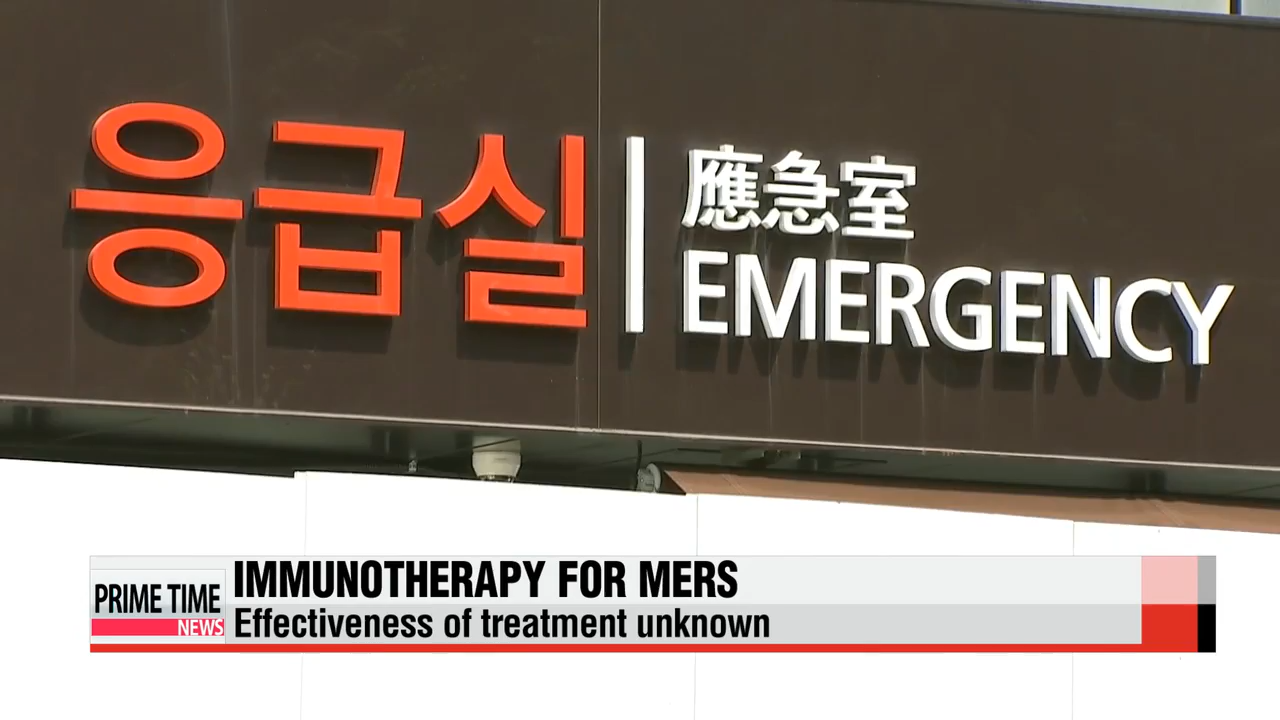 응급실
應急室
EMERGENCY
PRIME TIME
NEWS
IMMUNOTHERAPY FOR MERS
Effectiveness of treatment unknown